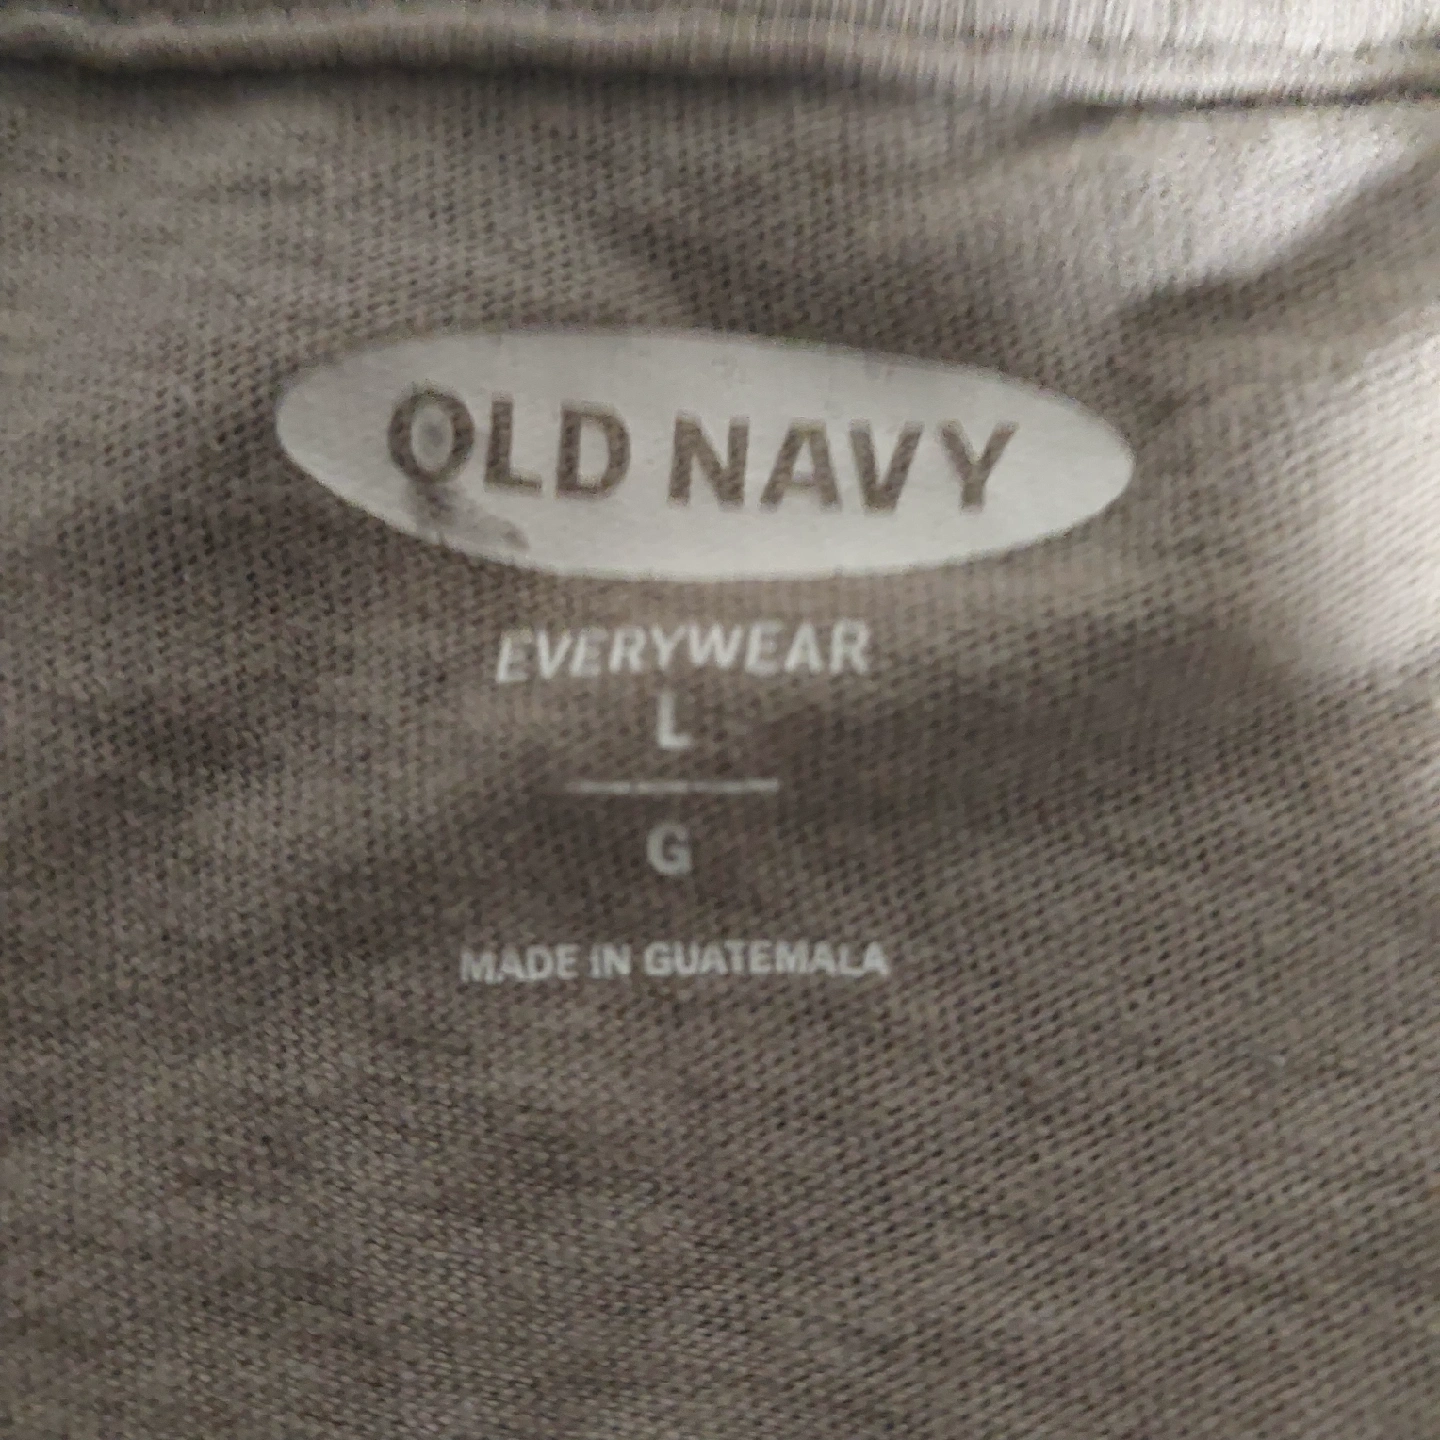 OLD NAVY
EVERYWEAR
L
G
MADE IN GUATEMALA